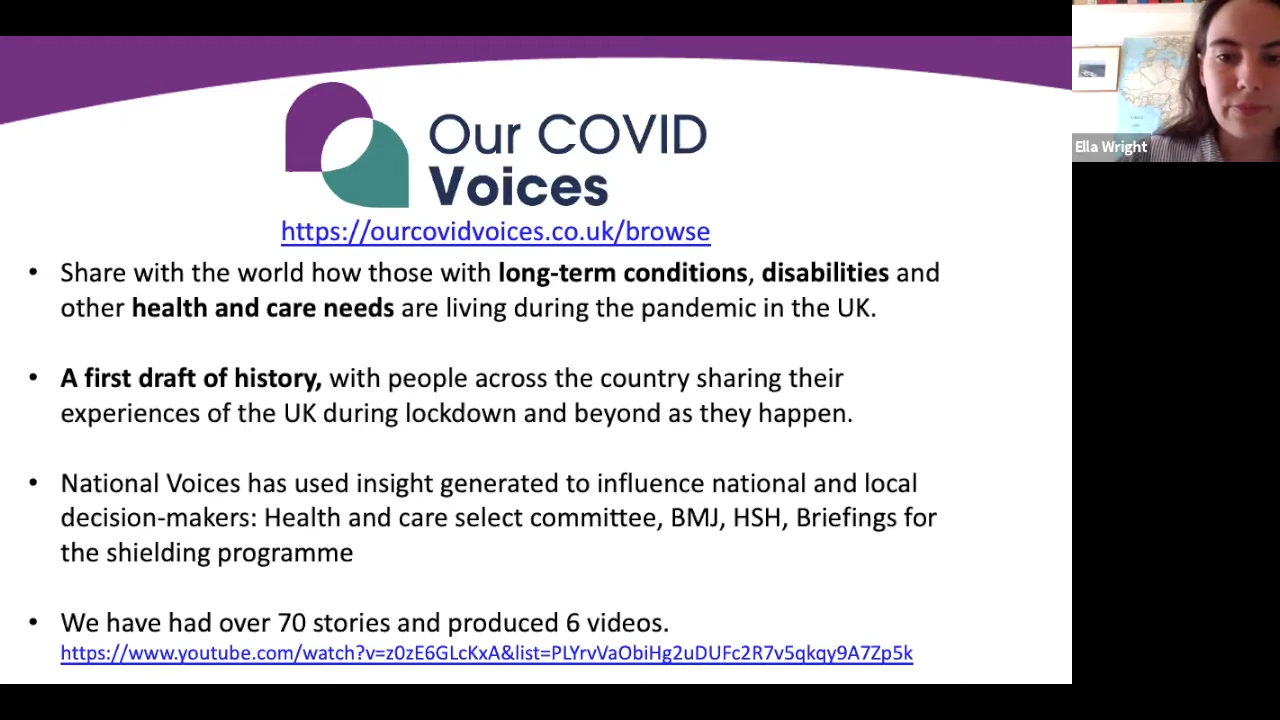 Our COVID
Voices
https://ourcovidvoices.co.uk/browse
• Share with the world how those with long-term conditions, disabilities and
other health and care needs are living during the pandemic in the UK.
• A first draft of history, with people across the country sharing their
experiences of the UK during lockdown and beyond as they happen.
• National Voices has used insight generated to influence national and local
decision-makers: Health and care select committee, BMJ, HSH, Briefings for
the shielding programme
• We have had over 70 stories and produced 6 videos.
https://www.youtube.com/watch?v=z0zE6GLcKxA&list=PLYrvVaObiHg2uDUFc2R7v5qkqy9A7Zp5k
Ella Wright